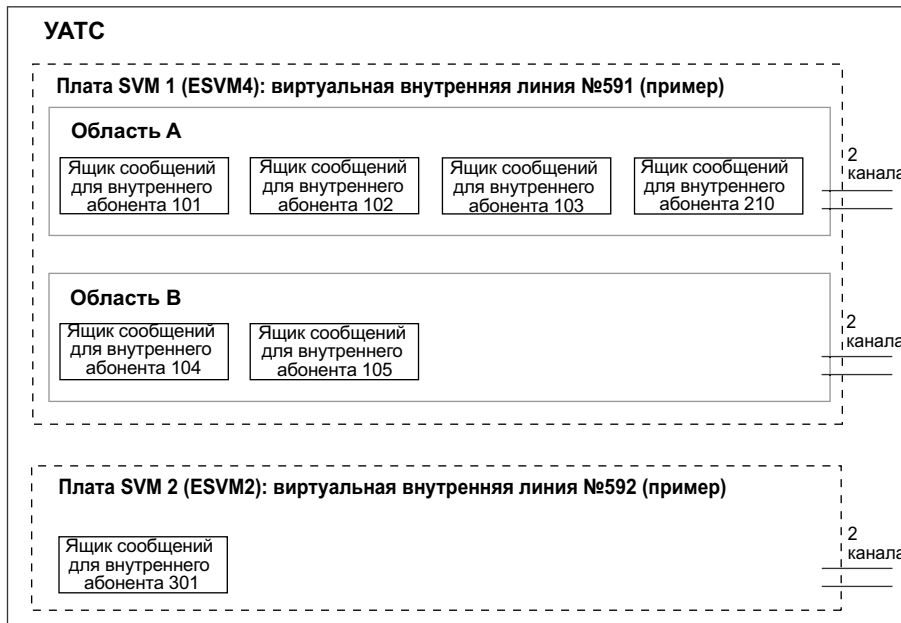 УАТС
Плата SVM 1 (ESVM4): виртуальная внутренняя линия №591 (пример)
Область A
Ящик сообщений
для внутреннего
абонента 101
Ящик сообщений
для внутреннего
абонента 102
Ящик сообщений
для внутреннего
абонента 103
Ящик сообщений
для внутреннего
абонента 210
2
канала
Область B
Ящик сообщений
для внутреннего
абонента 104
Ящик сообщений
для внутреннего
абонента 105
2
канала
Плата SVM 2 (ESVM2): виртуальная внутренняя линия №592 (пример)
Ящик сообщений
для внутреннего
абонента 301
2
канала